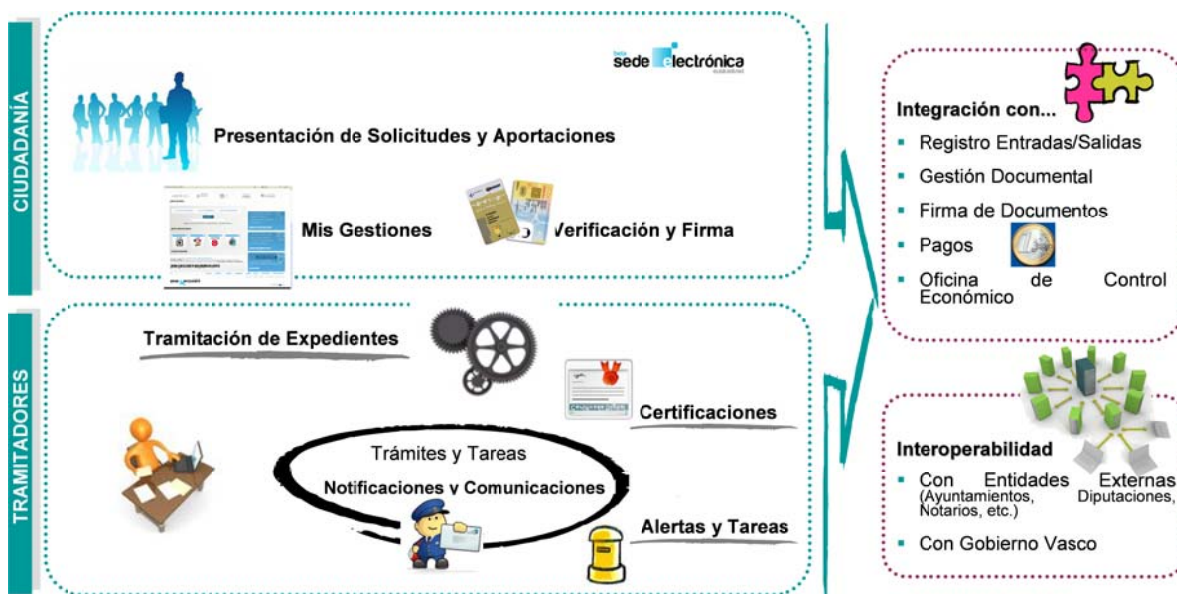 CIUDADANÍA
beta
sede electrónica
Presentación de Solicitudes y Aportaciones
Mis Gestiones
Verificación y Firma
TRAMITADORES
Tramitación de Expedientes
Certificaciones
Trámites y Tareas
Notificaciones y Comunicaciones
Alertas y Tareas
Integración con...
Registro Entradas/Salidas
Gestión Documental
Firma de Documentos
Pagos
Oficina de Control
Económico
Interoperabilidad
Con Entidades Externas
(Ayuntamientos, Diputaciones,
Notarios, etc.)
Con Gobierno Vasco